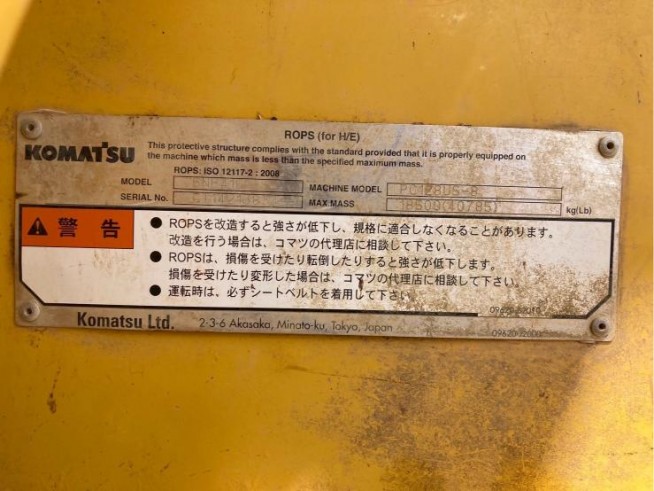 ROPS (for H/E)
KOMATSU
This protective structure complies with the standard provided that it is properly equipped on
the machine which mass is less than the specified maximum mass.
ROPS: ISO 12117-2 : 2008
MODEL MACHINE MODEL PC128US-8
SERIAL No. MAX MASS kg(Lb)
警告
● ROPSを改造すると強さが低下し、規格に適合しなくなることがあります。
改造を行う場合は、コマツの代理店に相談して下さい。
● ROPSは、損傷を受けたり転倒したりすると強さが低下します。
損傷を受けたり変形した場合は、コマツの代理店に相談して下さい。
● 運転時は、必ずシートベルトを着用して下さい。
Komatsu Ltd. 2-3-6 Akasaka, Minato-ku, Tokyo, Japan